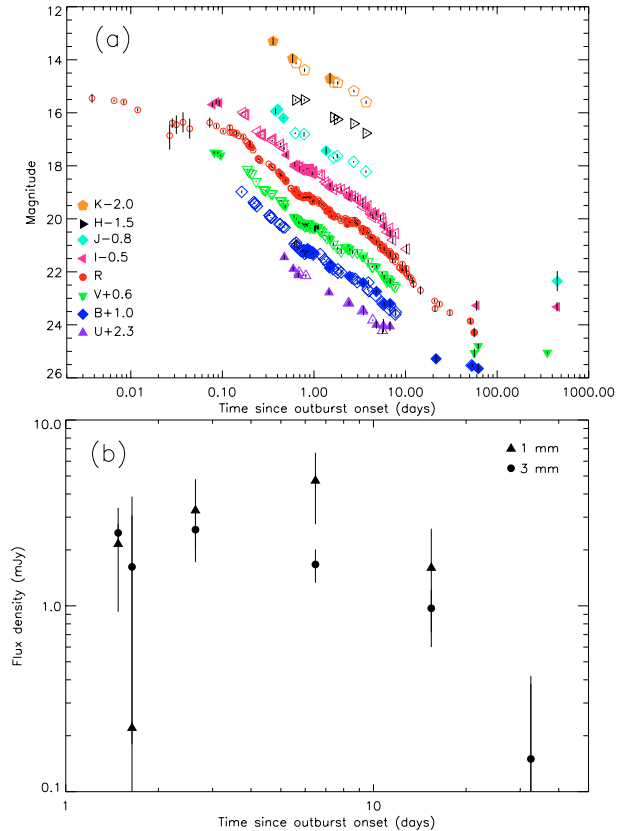 (a)
12
14
16
18
20
22
24
26
Magnitude
K−2.0
H−1.5
J−0.8
I−0.5
R
V+0.6
B+1.0
U+2.3
0.01 0.10 1.00 10.00 100.00 1000.00
Time since outburst onset (days)
(b)
10.0
1.0
0.1
Flux density (mJy)
1 mm
3 mm
1 10
Time since outburst onset (days)